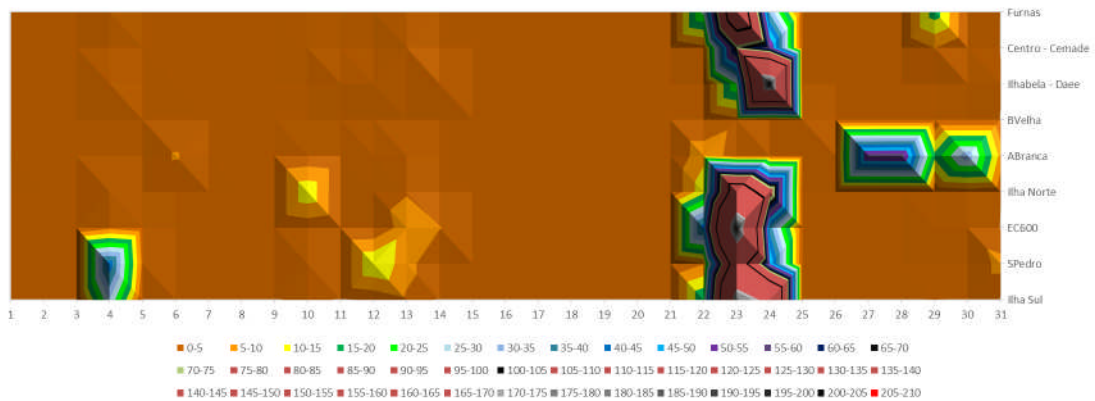 Furnas
Centro - Cemade
Ilhabela - Daee
BVelha
ABranca
Ilha Norte
EC600
SPedro
Ilha Sul
1 2 3 4 5 6 7 8 9 10 11 12 13 14 15 16 17 18 19 20 21 22 23 24 25 26 27 28 29 30 31
0-5 5-10 10-15 15-20 20-25 25-30 30-35 35-40 40-45 45-50 50-55 55-60 60-65 65-70
70-75 75-80 80-85 85-90 90-95 95-100 100-105 105-110 110-115 115-120 120-125 125-130 130-135 135-140
140-145 145-150 150-155 155-160 160-165 165-170 170-175 175-180 180-185 185-190 190-195 195-200 200-205 205-210